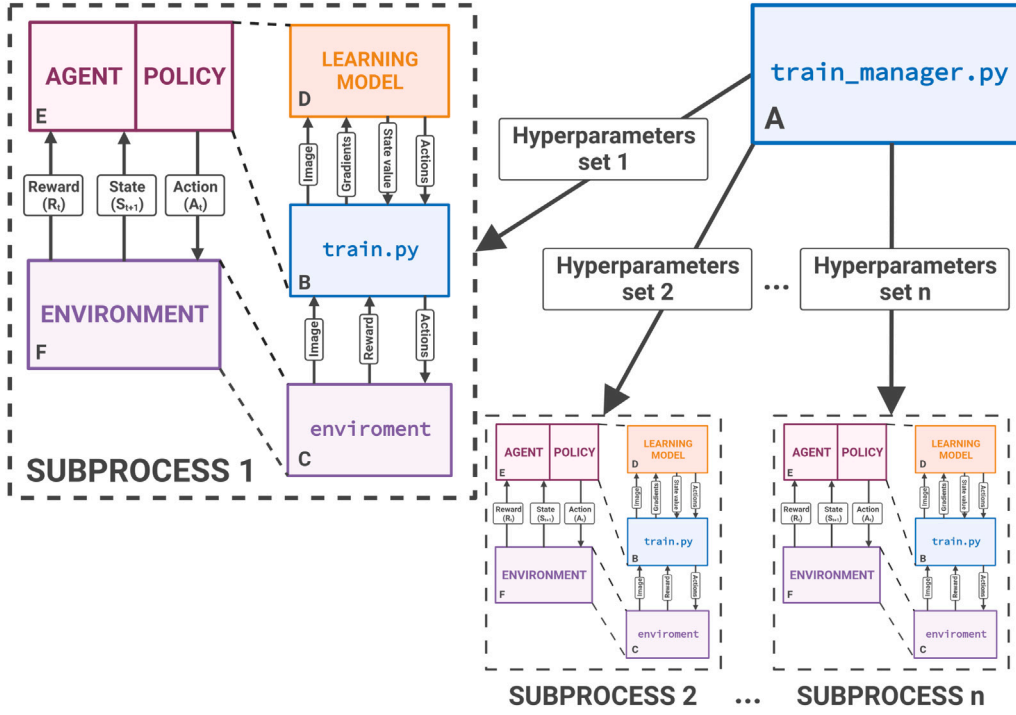 AGENT
POLICY
E
LEARNING
MODEL
D
Reward
(Rt)
State
(St+1)
Action
(At)
Image
Gradients
State value
Actions
train.py
B
ENVIRONMENT
F
Image
Reward
Actions
enviroment
C
SUBPROCESS 1
train_manager.py
A
Hyperparameters
set 1
Hyperparameters
set 2
...
Hyperparameters
set n
AGENT
POLICY
E
LEARNING
MODEL
D
Reward
(Rt)
State
(St+1)
Action
(At)
Image
Gradients
State value
Actions
train.py
B
ENVIRONMENT
F
Image
Reward
Actions
enviroment
C
SUBPROCESS 2
...
AGENT
POLICY
E
LEARNING
MODEL
D
Reward
(Rt)
State
(St+1)
Action
(At)
Image
Gradients
State value
Actions
train.py
B
ENVIRONMENT
F
Image
Reward
Actions
enviroment
C
SUBPROCESS n